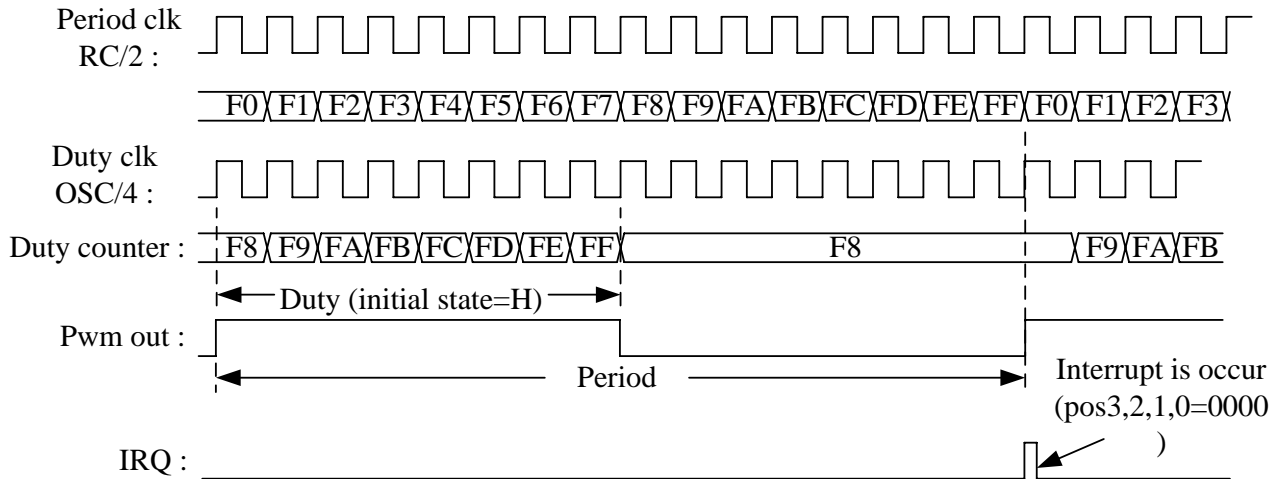 Period clk
RC/2 :
F0 F1 F2 F3 F4 F5 F6 F7 F8 F9 FA FB FC FD FE FF F0 F1 F2 F3
Duty clk
OSC/4 :
Duty counter : F8 F9 FA FB FC FD FE FF F8 F9 FA FB
Duty (initial state=H)
Pwm out :
Period
Interrupt is occur
(pos3,2,1,0=0000
)
IRQ :